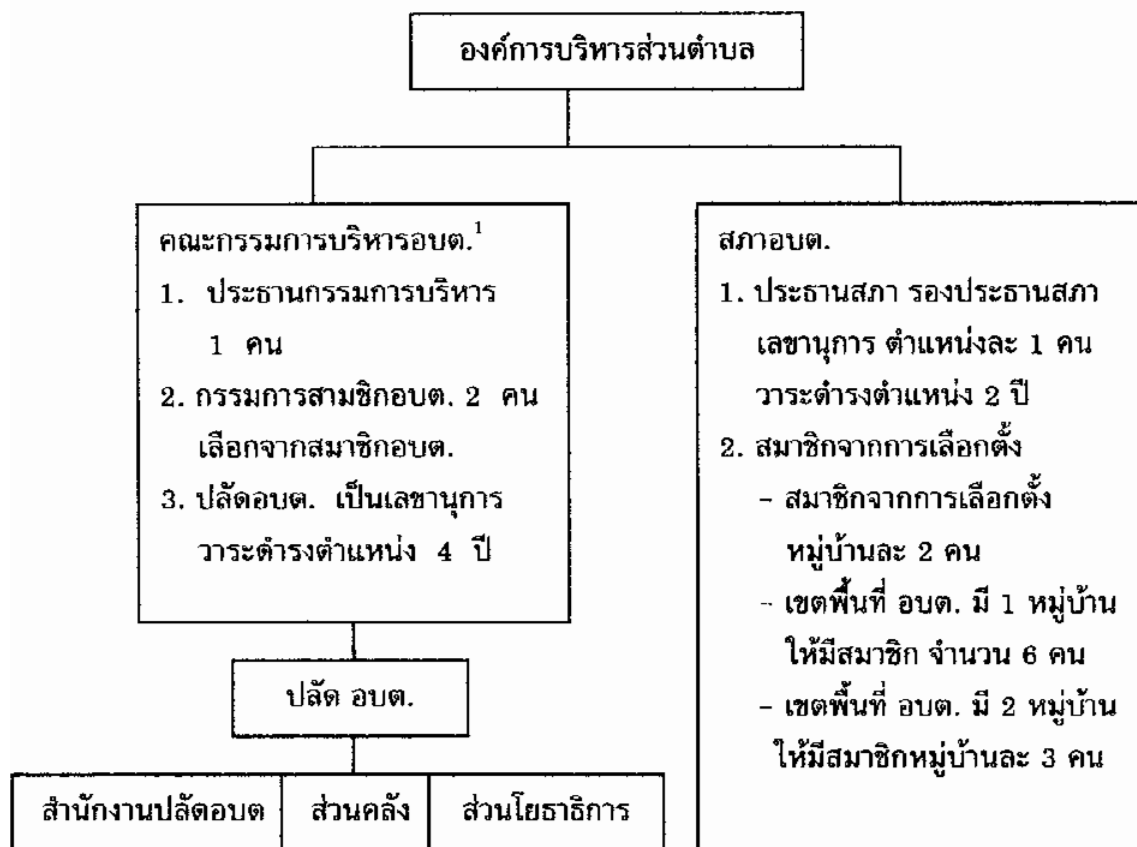 องค์การบริหารส่วนตำบล
คณะกรรมการบริหารอบต.¹
1. ประธานกรรมการบริหาร
1 คน
2. กรรมการสามชิกอบต. 2 คน
เลือกจากสมาชิกอบต.
3. ปลัดอบต. เป็นเลขานุการ
วาระดำรงตำแหน่ง 4 ปี
สภาอบต.
1. ประธานสภา รองประธานสภา
เลขานุการ ตำแหน่งละ 1 คน
วาระดำรงตำแหน่ง 2 ปี
2. สมาชิกจากการเลือกตั้ง
- สมาชิกจากการเลือกตั้ง
หมู่บ้านละ 2 คน
- เขตพื้นที่ อบต. มี 1 หมู่บ้าน
ให้มีสมาชิก จำนวน 6 คน
- เขตพื้นที่ อบต. มี 2 หมู่บ้าน
ให้มีสมาชิกหมู่บ้านละ 3 คน
ปลัด อบต.
สำนักงานปลัดอบต
ส่วนคลัง
ส่วนโยธาธิการ